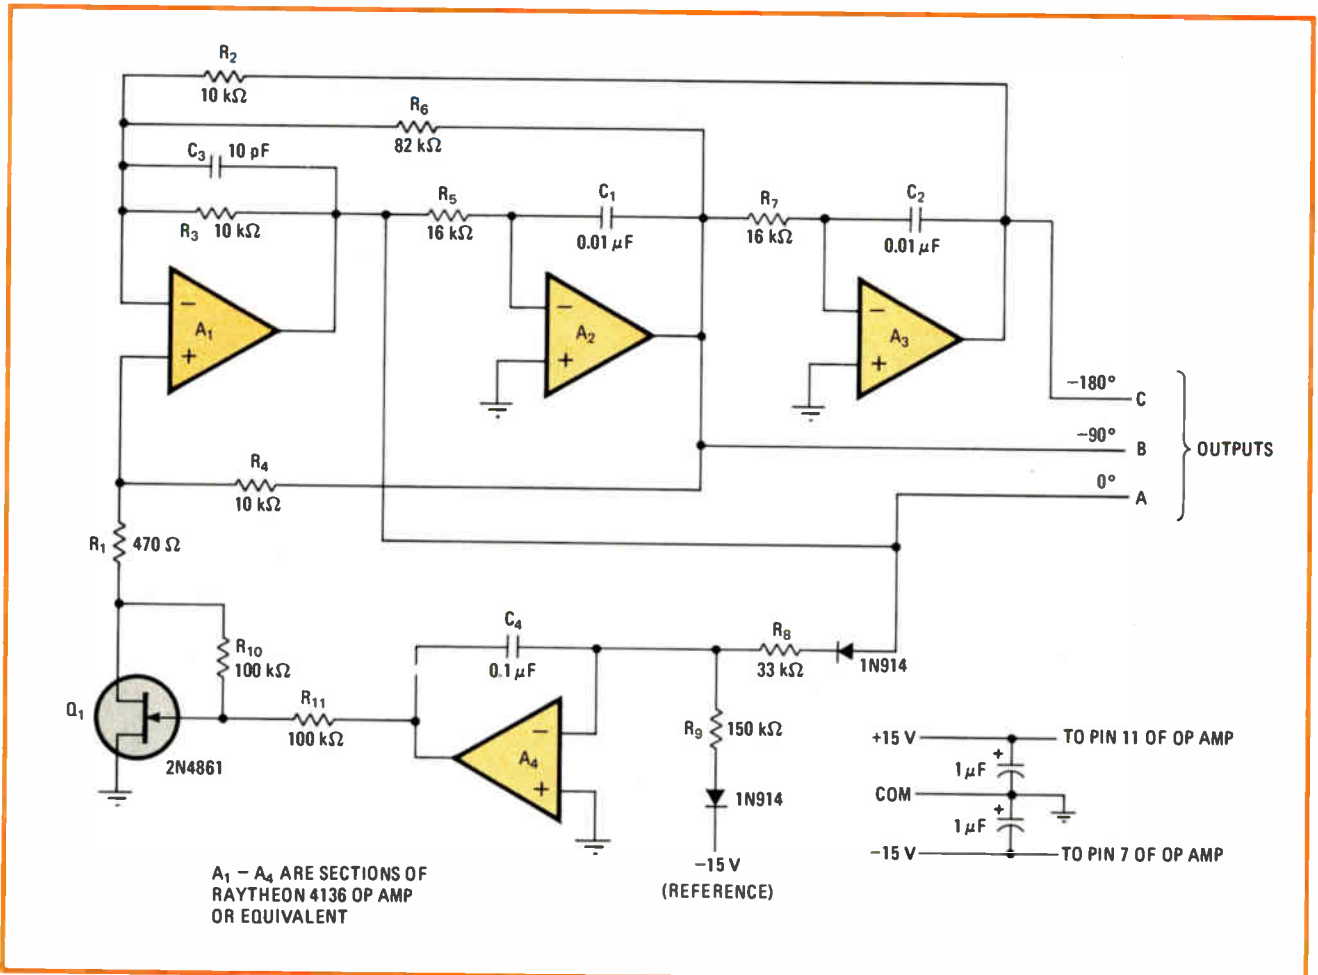 R2
10 kΩ
R6
82 kΩ
C3 10 pF
R3 10 kΩ
R5
16 kΩ
C1
0.01 μF
R7
16 kΩ
C2
0.01 μF
−
A1
+
−
A2
+
−
A3
+
−180°
C
−90°
B
0°
A
OUTPUTS
R4
10 kΩ
R1 470 Ω
R10
100 kΩ
Q1
2N4861
R11
100 kΩ
C4
0.1 μF
−
A4
+
R8
33 kΩ
1N914
R9 150 kΩ
1N914
−15 V
(REFERENCE)
+15 V TO PIN 11 OF OP AMP
+
1 μF
COM
+
1 μF
−15 V TO PIN 7 OF OP AMP
A1 – A4 ARE SECTIONS OF
RAYTHEON 4136 OP AMP
OR EQUIVALENT